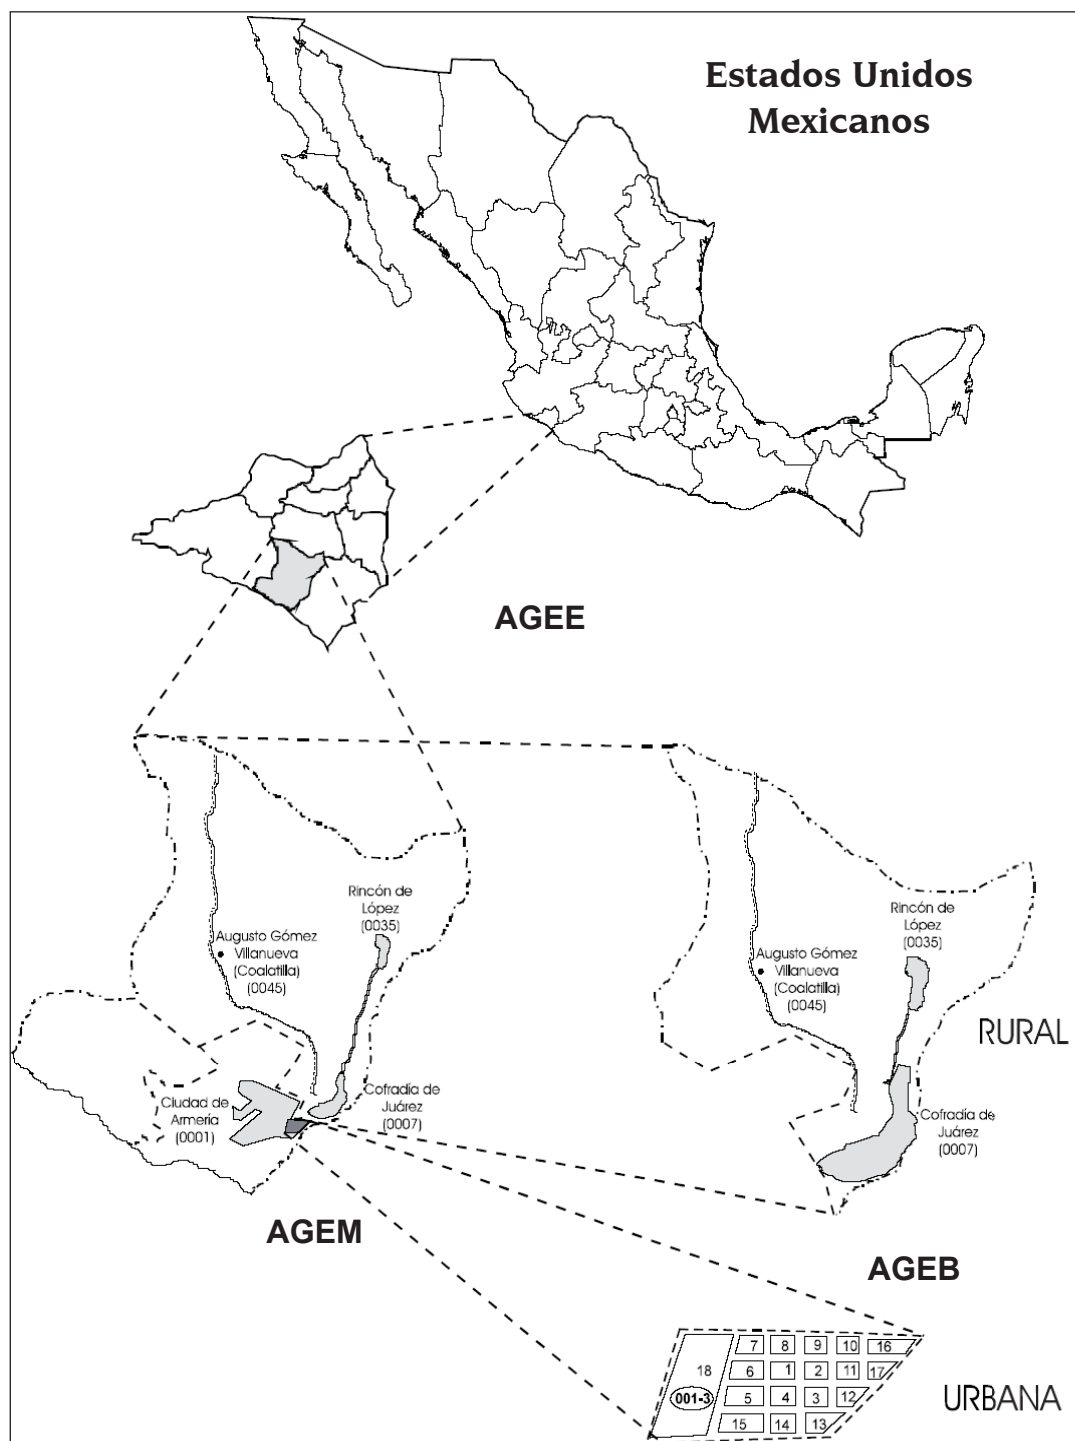 Estados Unidos
Mexicanos
AGEE
Rincón de
López
(0035)
Augusto Gómez
Villanueva
(Coalatilla)
(0045)
Ciudad de
Armería
(0001)
Cofradía de
Juárez
(0007)
AGEM
Rincón de
López
(0035)
Augusto Gómez
Villanueva
(Coalatilla)
(0045)
RURAL
Cofradía de
Juárez
(0007)
AGEB
7 8 9 10 16
18 6 1 2 11 17
001-3 5 4 3 12
15 14 13
URBANA